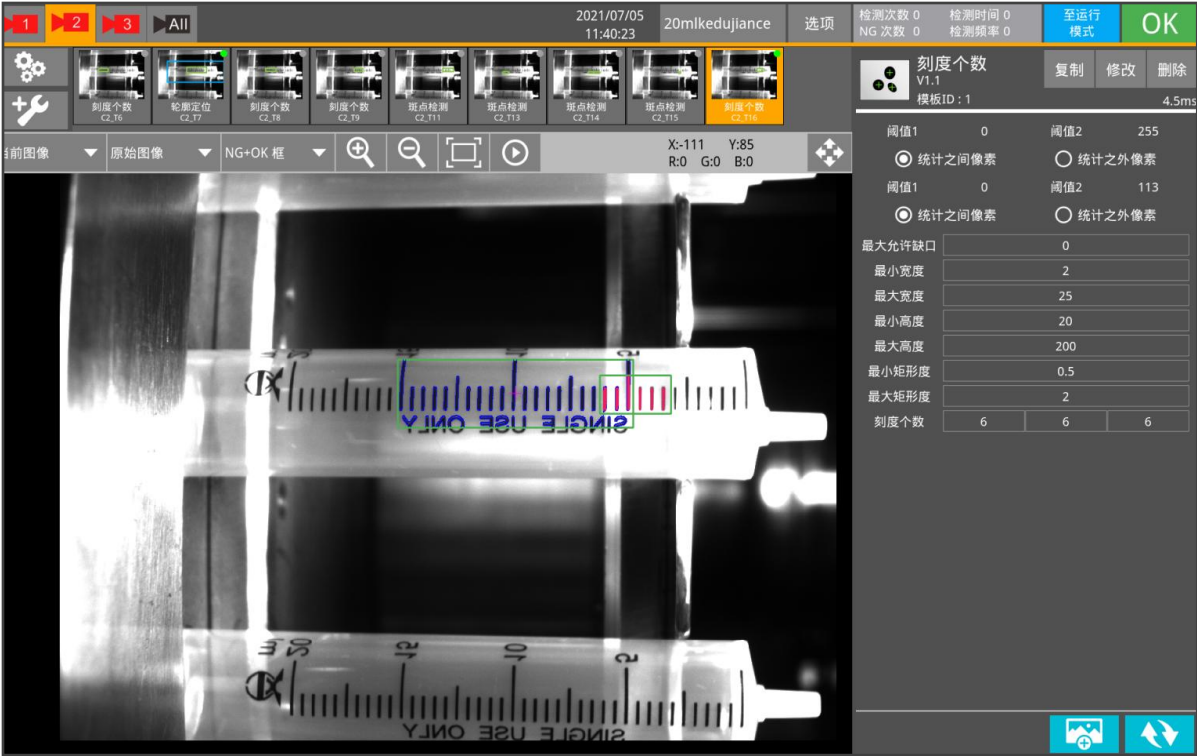 1 2 3 All
2021/07/05
11:40:23
20mlkedujiance
选项
检测次数 0 检测时间 0
NG 次数 0 检测频率 0
至运行
模式
OK
刻度个数
C2_T6
轮廓定位
C2_T7
刻度个数
C2_T8
刻度个数
C2_T9
斑点检测
C2_T11
斑点检测
C2_T13
斑点检测
C2_T14
斑点检测
C2_T15
刻度个数
C2_T16
刻度个数
V1.1
模板ID : 1
复制 修改 删除
4.5ms
当前图像 原始图像 NG+OK 框
X:-111 Y:85
R:0 G:0 B:0
阈值1 0 阈值2 255
统计之间像素 统计之外像素
阈值1 0 阈值2 113
统计之间像素 统计之外像素
最大允许缺口 0
最小宽度 2
最大宽度 25
最小高度 20
最大高度 200
最小矩形度 0.5
最大矩形度 2
刻度个数 6 6 6
SINGLE USE ONLY
20 15 10 5
SINGLE USE ONLY